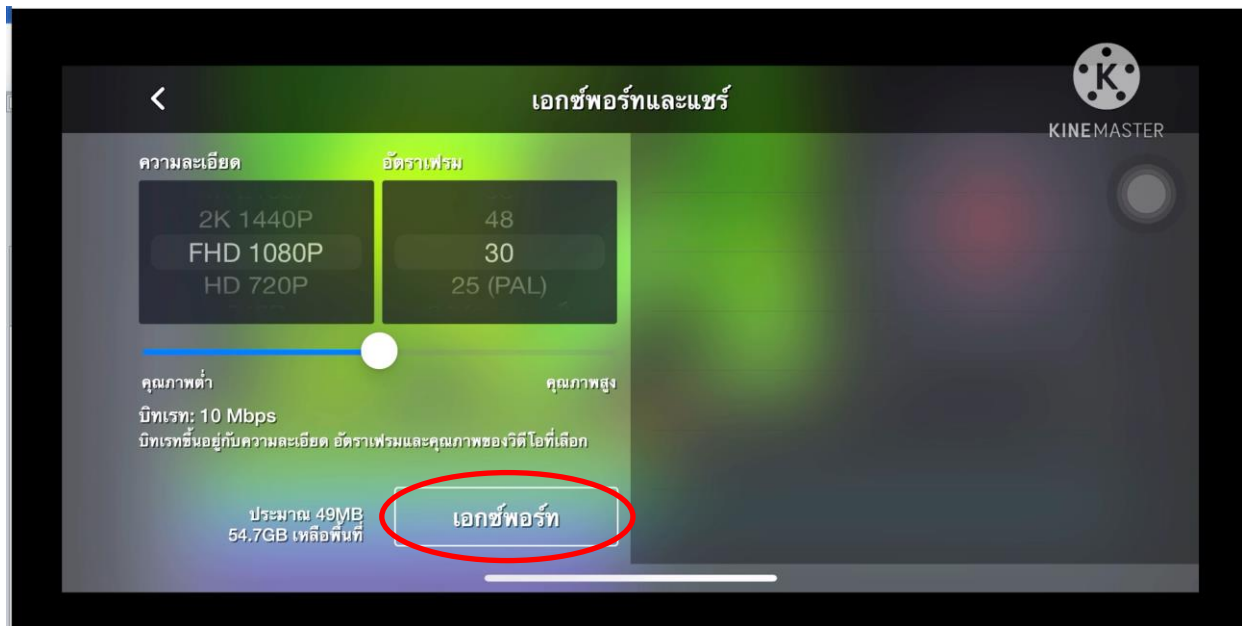 เอกซ์พอร์ทและแชร์
K
KINEMASTER
ความละเอียด
อัตราเฟรม
2K 1440P
48
FHD 1080P
30
HD 720P
25 (PAL)
คุณภาพต่ำ
คุณภาพสูง
บิทเรท: 10 Mbps
บิทเรทขึ้นอยู่กับความละเอียด อัตราเฟรมและคุณภาพของวิดีโอที่เลือก
ประมาณ 49MB
54.7GB เหลือพื้นที่
เอกซ์พอร์ท